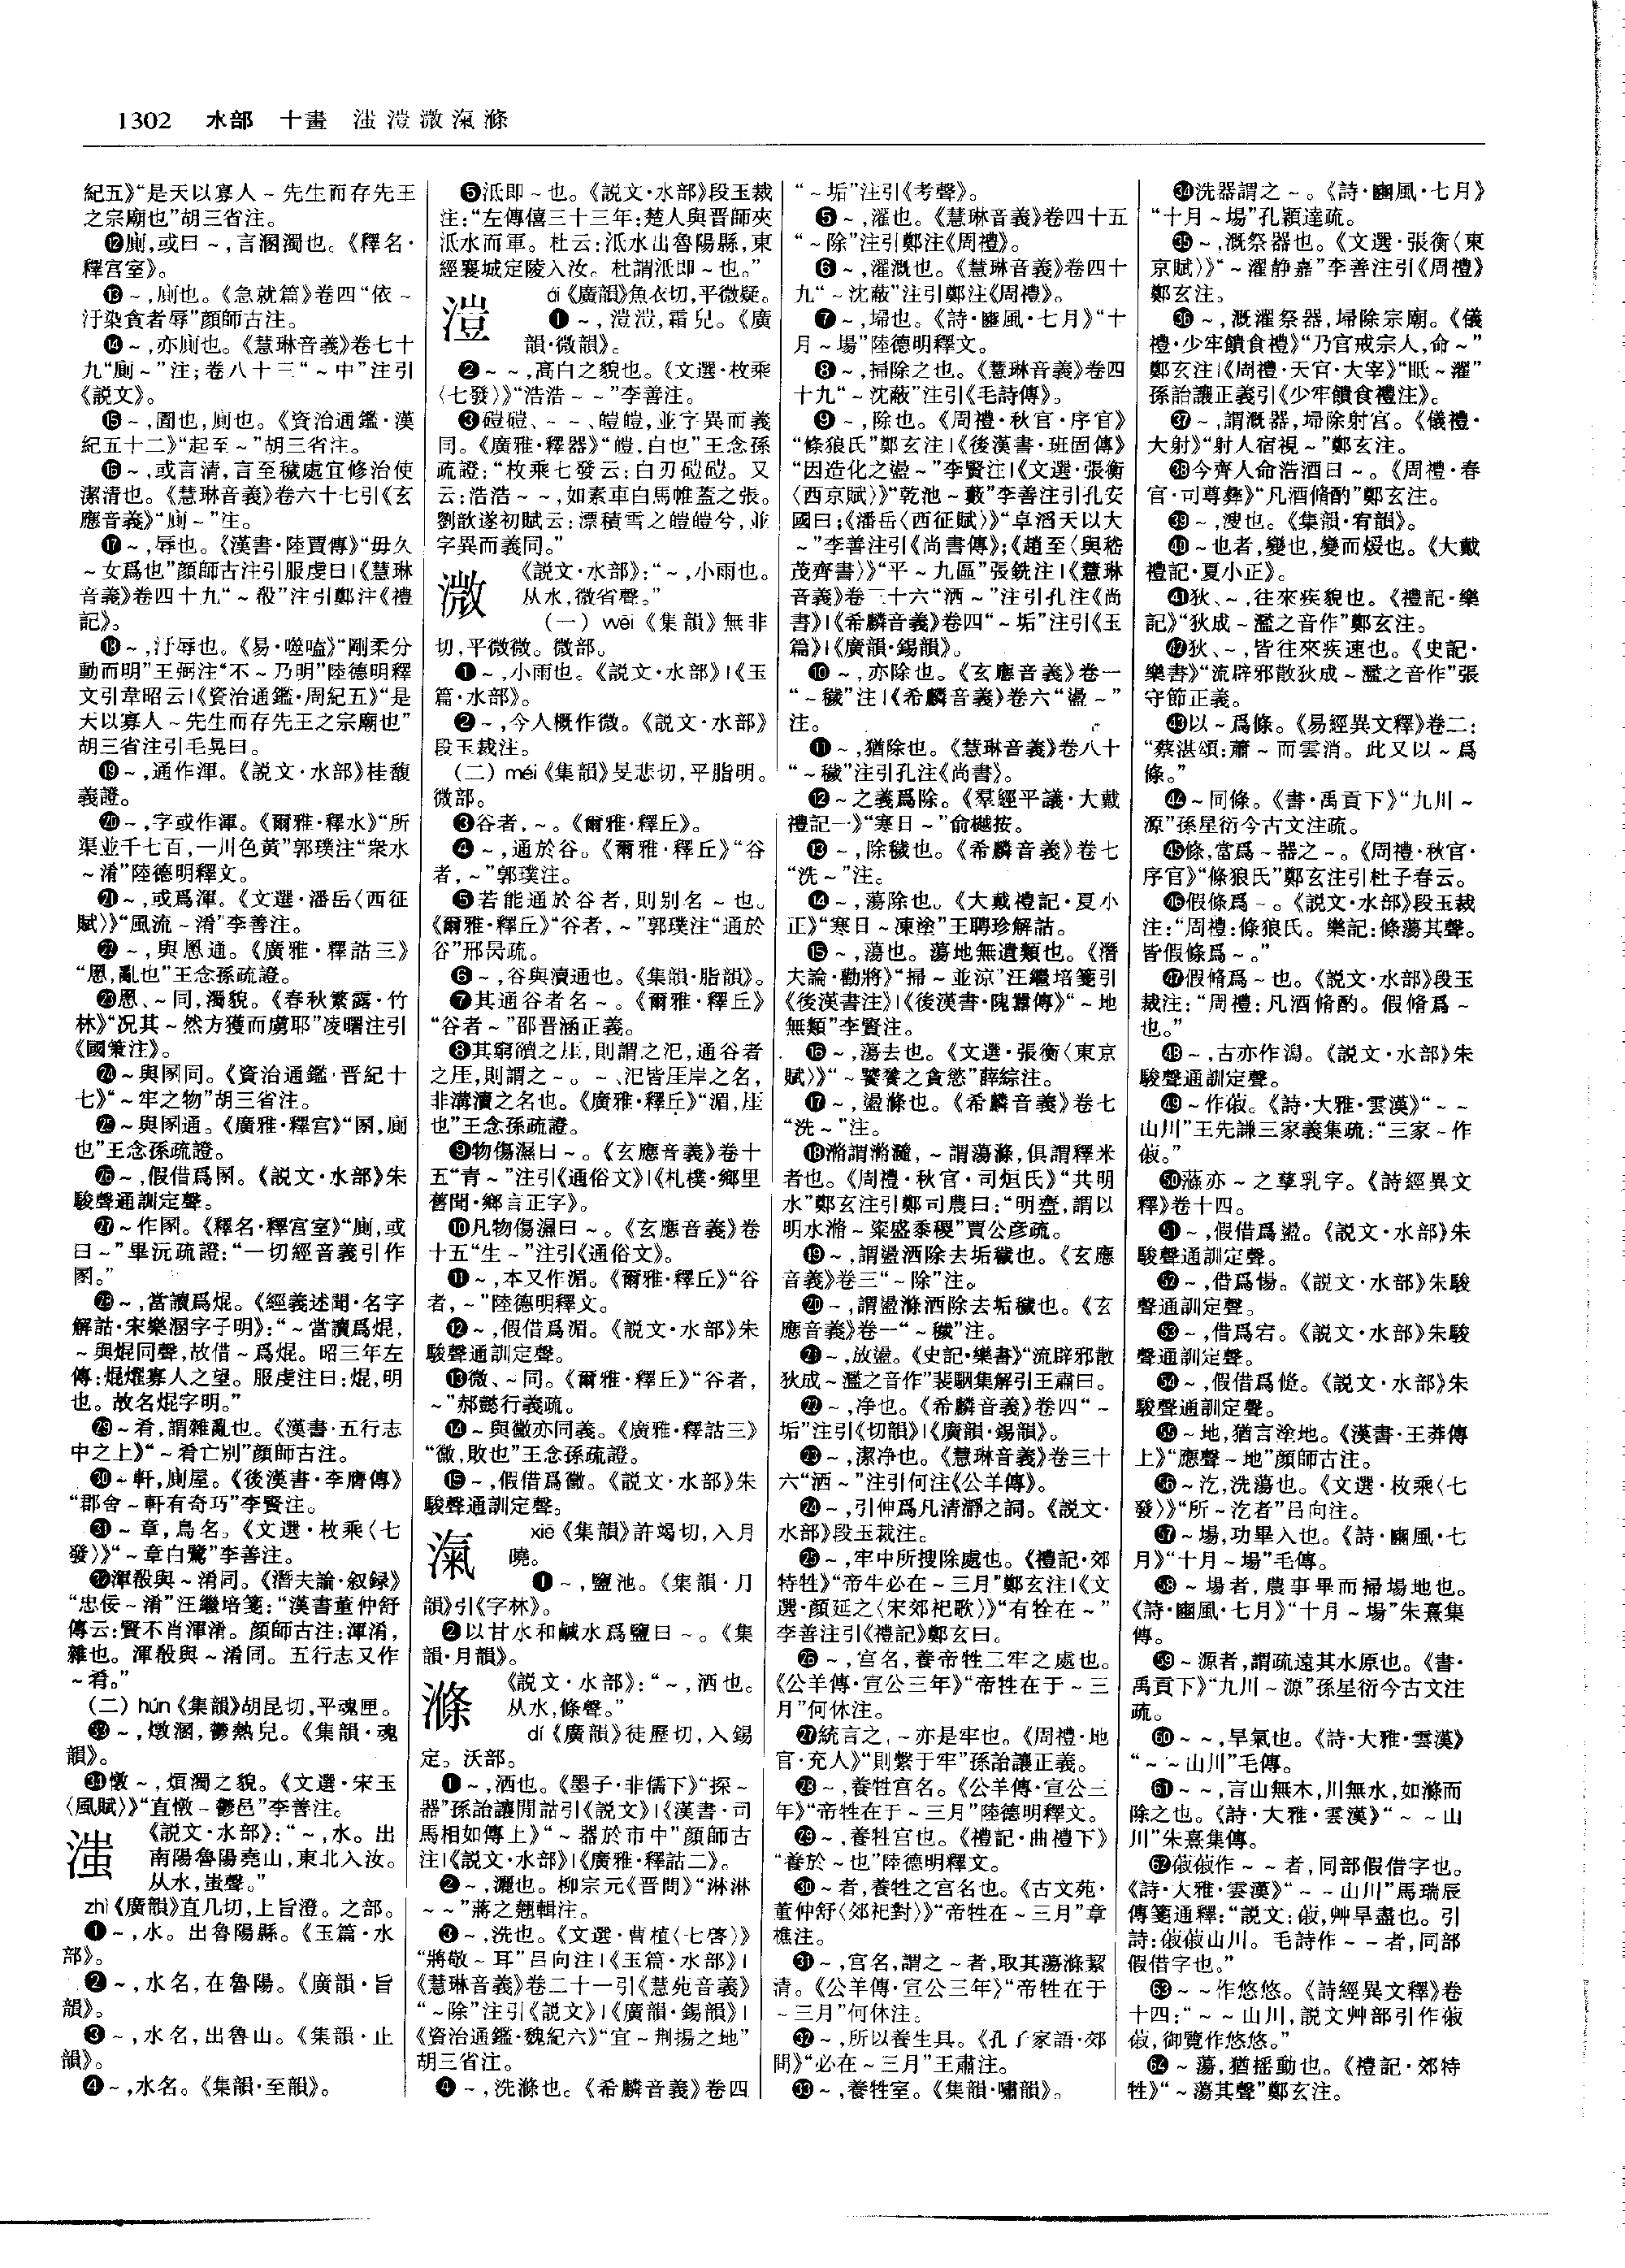 1302 水部 十畫 滍溰溦滊滌
紀五》“是天以寡人～先生而存先王
之宗廟也”胡三省注。
⓬廁,或曰～,言溷濁也。《釋名·
釋宫室》。
⓭～,廁也。《急就篇》卷四“依～
汙染貪者辱”顔師古注。
⓮～,亦廁也。《慧琳音義》卷七十
九“廁～”注;卷八十三“～中”注引
《説文》。
⓯～,圊也,廁也。《資治通鑑·漢
紀五十二》“起至～”胡三省注。
⓰～,或言清,言至穢處宜修治使
潔清也。《慧琳音義》卷六十七引《玄
應音義》“廁～”注。
⓱～,辱也。《漢書·陸賈傳》“毋久
～女爲也”顔師古注引服虔曰|《慧琳
音義》卷四十九“～殽”注引鄭注《禮
記》。
⓲～,汙辱也。《易·噬嗑》“剛柔分
動而明”王弼注“不～乃明”陸德明釋
文引韋昭云|《資治通鑑·周紀五》“是
天以寡人～先生而存先王之宗廟也”
胡三省注引毛晃曰。
⓳～,通作渾。《説文·水部》桂馥
義證。
⓴～,字或作渾。《爾雅·釋水》“所
渠並千七百,一川色黄”郭璞注“衆水
～淆”陸德明釋文。
㉑～,或爲渾。《文選·潘岳〈西征
賦〉》“風流～淆”李善注。
㉒～,與慁通。《廣雅·釋詁三》
“慁,亂也”王念孫疏證。
㉓慁、～同,濁貌。《春秋繁露·竹
林》“况其～然方獲而虜耶”凌曙注引
《國策注》。
㉔～與圂同。《資治通鑑·晉紀十
七》“～牢之物”胡三省注。
㉕～與圂通。《廣雅·釋宫》“圂,廁
也”王念孫疏證。
㉖～,假借爲圂。《説文·水部》朱
駿聲通訓定聲。
㉗～作圂。《釋名·釋宫室》“廁,或
曰～”畢沅疏證:“一切經音義引作
圂。”
㉘～,當讀爲焜。《經義述聞·名字
解詁·宋樂溷字子明》:“～當讀爲焜,
～與焜同聲,故借～爲焜。昭三年左
傳:焜燿寡人之望。服虔注曰:焜,明
也。故名焜字明。”
㉙～肴,謂雜亂也。《漢書·五行志
中之上》“～肴亡别”顔師古注。
㉚～軒,廁屋。《後漢書·李膺傳》
“郡舍～軒有奇巧”李賢注。
㉛～章,鳥名。《文選·枚乘〈七
發〉》“～章白鷺”李善注。
㉜渾殽與～淆同。《潛夫論·叙録》
“忠佞～淆”汪繼培箋:“漢書董仲舒
傳云:賢不肖渾淆。顔師古注:渾淆,
雜也。渾殽與～淆同。五行志又作
～肴。”
(二) hún《集韻》胡昆切,平魂匣。
㉝～,燉溷,鬱熱皃。《集韻·魂
韻》。
㉞憞～,煩濁之貌。《文選·宋玉
〈風賦〉》“直憞～鬱邑”李善注。
滍
《説文·水部》:“～,水。出
南陽魯陽堯山,東北入汝。
从水,蚩聲。”
zhì《廣韻》直几切,上旨澄。之部。
❶～,水。出魯陽縣。《玉篇·水
部》。
❷～,水名,在魯陽。《廣韻·旨
韻》。
❸～,水名,出魯山。《集韻·止
韻》。
❹～,水名。《集韻·至韻》。
❺泜即～也。《説文·水部》段玉裁
注:“左傳僖三十三年:楚人與晉師夾
泜水而軍。杜云:泜水出魯陽縣,東
經襄城定陵入汝。杜謂泜即～也。”
溰
ái《廣韻》魚衣切,平微疑。
❶～,溰溰,霜皃。《廣
韻·微韻》。
❷～～,高白之貌也。《文選·枚乘
〈七發〉》“浩浩～～”李善注。
❸磑磑、～～、皚皚,並字異而義
同。《廣雅·釋器》“皚,白也”王念孫
疏證:“枚乘七發云:白刃磑磑。又
云:浩浩～～,如素車白馬帷蓋之張。
劉歆遂初賦云:漂積雪之皚皚兮,並
字異而義同。”
溦
《説文·水部》:“～,小雨也。
从水,微省聲。”
(一) wēi《集韻》無非
切,平微微。微部。
❶～,小雨也。《説文·水部》|《玉
篇·水部》。
❷～,今人概作微。《説文·水部》
段玉裁注。
(二) méi《集韻》旻悲切,平脂明。
微部。
❸谷者,～。《爾雅·釋丘》。
❹～,通於谷。《爾雅·釋丘》“谷
者,～”郭璞注。
❺若能通於谷者,則别名～也。
《爾雅·釋丘》“谷者,～”郭璞注“通於
谷”邢昺疏。
❻～,谷與瀆通也。《集韻·脂韻》。
❼其通谷者名～。《爾雅·釋丘》
“谷者～”邵晉涵正義。
❽其窮瀆之厓,則謂之汜,通谷者
之厓,則謂之～。～、汜皆厓岸之名,
非溝瀆之名也。《廣雅·釋丘》“湄,厓
也”王念孫疏證。
❾物傷濕曰～。《玄應音義》卷十
五“青～”注引《通俗文》|《札樸·鄉里
舊聞·鄉言正字》。
❿凡物傷濕曰～。《玄應音義》卷
十五“生～”注引《通俗文》。
⓫～,本又作湄。《爾雅·釋丘》“谷
者,～”陸德明釋文。
⓬～,假借爲湄。《説文·水部》朱
駿聲通訓定聲。
⓭微、～同。《爾雅·釋丘》“谷者,
～”郝懿行義疏。
⓮～與黴亦同義。《廣雅·釋詁三》
“黴,敗也”王念孫疏證。
⓯～,假借爲黴。《説文·水部》朱
駿聲通訓定聲。
滊
xiē《集韻》許竭切,入月
曉。
❶～,鹽池。《集韻·月
韻》引《字林》。
❷以甘水和鹹水爲鹽曰～。《集
韻·月韻》。
滌
《説文·水部》:“～,洒也。
从水,條聲。”
dí《廣韻》徒歷切,入錫
定。沃部。
❶～,洒也。《墨子·非儒下》“探～
器”孫詒讓閒詁引《説文》|《漢書·司
馬相如傳上》“～器於市中”顔師古
注|《説文·水部》|《廣雅·釋詁二》。
❷～,灑也。柳宗元《晋問》“淋淋
～～”蔣之翹輯注。
❸～,洗也。《文選·曹植〈七啓〉》
“將敬～耳”吕向注|《玉篇·水部》|
《慧琳音義》卷二十一引《慧苑音義》
“～除”注引《説文》|《廣韻·錫韻》|
《資治通鑑·魏紀六》“宜～荆揚之地”
胡三省注。
❹～,洗滌也。《希麟音義》卷四
“～垢”注引《考聲》。
❺～,濯也。《慧琳音義》卷四十五
“～除”注引鄭注《周禮》。
❻～,濯溉也。《慧琳音義》卷四十
九“～沈蔽”注引鄭注《周禮》。
❼～,埽也。《詩·豳風·七月》“十
月～場”陸德明釋文。
❽～,掃除之也。《慧琳音義》卷四
十九“～沈蔽”注引《毛詩傳》。
❾～,除也。《周禮·秋官·序官》
“條狼氏”鄭玄注|《後漢書·班固傳》
“因造化之盪～”李賢注|《文選·張衡
〈西京賦〉》“乾池～藪”李善注引孔安
國曰;《潘岳〈西征賦〉》“卓滔天以大
～”李善注引《尚書傳》;《趙至〈與嵇
茂齊書〉》“平～九區”張銑注|《慧琳
音義》卷三十六“洒～”注引孔注《尚
書》|《希麟音義》卷四“～垢”注引《玉
篇》|《廣韻·錫韻》。
❿～,亦除也。《玄應音義》卷一
“～穢”注|《希麟音義》卷六“盪～”
注。
⓫～,猶除也。《慧琳音義》卷八十
“～穢”注引孔注《尚書》。
⓬～之義爲除。《羣經平議·大戴
禮記一》“寒日～”俞樾按。
⓭～,除穢也。《希麟音義》卷七
“洗～”注。
⓮～,蕩除也。《大戴禮記·夏小
正》“寒日～凍塗”王聘珍解詁。
⓯～,蕩也。蕩地無遺類也。《潛
夫論·勸將》“掃～並涼”汪繼培箋引
《後漢書注》|《後漢書·隗囂傳》“～地
無類”李賢注。
⓰～,蕩去也。《文選·張衡〈東京
賦〉》“～饕餮之貪慾”薛綜注。
⓱～,盪滌也。《希麟音義》卷七
“洗～”注。
⓲滫謂滫瀡,～謂蕩滌,俱謂釋米
者也。《周禮·秋官·司烜氏》“共明
水”鄭玄注引鄭司農曰:“明齍,謂以
明水滫～粢盛黍稷”賈公彦疏。
⓳～,謂盪洒除去垢穢也。《玄應
音義》卷三“～除”注。
⓴～,謂盪滌洒除去垢穢也。《玄
應音義》卷一“～穢”注。
㉑～,放盪。《史記·樂書》“流辟邪散
狄成～濫之音作”裴駰集解引王肅曰。
㉒～,净也。《希麟音義》卷四“～
垢”注引《切韻》|《廣韻·錫韻》。
㉓～,潔净也。《慧琳音義》卷三十
六“洒～”注引何注《公羊傳》。
㉔～,引伸爲凡清瀞之詞。《説文·
水部》段玉裁注。
㉕～,牢中所搜除處也。《禮記·郊
特牲》“帝牛必在～三月”鄭玄注|《文
選·顔延之〈宋郊祀歌〉》“有牷在～”
李善注引《禮記》鄭玄曰。
㉖～,宫名,養帝牲三牢之處也。
《公羊傳·宣公三年》“帝牲在于～三
月”何休注。
㉗統言之,～亦是牢也。《周禮·地
官·充人》“則繫于牢”孫詒讓正義。
㉘～,養牲宫名。《公羊傳·宣公三
年》“帝牲在于～三月”陸德明釋文。
㉙～,養牲宫也。《禮記·曲禮下》
“養於～也”陸德明釋文。
㉚～者,養牲之宫名也。《古文苑·
董仲舒〈郊祀對〉》“帝牲在～三月”章
樵注。
㉛～,宫名,謂之～者,取其蕩滌絜
清。《公羊傳·宣公三年》“帝牲在于
～三月”何休注。
㉜～,所以養生具。《孔子家語·郊
問》“必在～三月”王肅注。
㉝～,養牲室。《集韻·嘯韻》。
㉞洗器謂之～。《詩·豳風·七月》
“十月～場”孔穎達疏。
㉟～,溉祭器也。《文選·張衡〈東
京賦〉》“～濯静嘉”李善注引《周禮》
鄭玄注。
㊱～,溉濯祭器,埽除宗廟。《儀
禮·少牢饋食禮》“乃官戒宗人,命～”
鄭玄注|《周禮·天官·大宰》“眂～濯”
孫詒讓正義引《少牢饋食禮注》。
㊲～,謂溉器,埽除射宫。《儀禮·
大射》“射人宿視～”鄭玄注。
㊳今齊人命浩酒曰～。《周禮·春
官·司尊彝》“凡酒脩酌”鄭玄注。
㊴～,溲也。《集韻·宥韻》。
㊵～也者,變也,變而煖也。《大戴
禮記·夏小正》。
㊶狄、～,往來疾貌也。《禮記·樂
記》“狄成～濫之音作”鄭玄注。
㊷狄、～,皆往來疾速也。《史記·
樂書》“流辟邪散狄成～濫之音作”張
守節正義。
㊸以～爲條。《易經異文釋》卷二:
“蔡湛頌:蕭～而雲消。此又以～爲
條。”
㊹～同條。《書·禹貢下》“九川～
源”孫星衍今古文注疏。
㊺條,當爲～器之～。《周禮·秋官·
序官》“條狼氏”鄭玄注引杜子春云。
㊻假條爲～。《説文·水部》段玉裁
注:“周禮:條狼氏。樂記:條蕩其聲。
皆假條爲～。”
㊼假脩爲～也。《説文·水部》段玉
裁注:“周禮:凡酒脩酌。假脩爲～
也。”
㊽～,古亦作潟。《説文·水部》朱
駿聲通訓定聲。
㊾～作蔋。《詩·大雅·雲漢》“～～
山川”王先謙三家義集疏:“三家～作
蔋。”
㊿藗亦～之孳乳字。《詩經異文
釋》卷十四。
51～,假借爲盪。《説文·水部》朱
駿聲通訓定聲。
52～,借爲惕。《説文·水部》朱駿
聲通訓定聲。
53～,借爲宕。《説文·水部》朱駿
聲通訓定聲。
54～,假借爲㣙。《説文·水部》朱
駿聲通訓定聲。
55～地,猶言塗地。《漢書·王莽傳
上》“應聲～地”顔師古注。
56～汔,洗蕩也。《文選·枚乘〈七
發〉》“所～汔者”吕向注。
57～場,功畢入也。《詩·豳風·七
月》“十月～場”毛傳。
58～場者,農事畢而掃場地也。
《詩·豳風·七月》“十月～場”朱熹集
傳。
59～源者,謂疏遠其水原也。《書·
禹貢下》“九川～源”孫星衍今古文注
疏。
60～～,旱氣也。《詩·大雅·雲漢》
“～～山川”毛傳。
61～～,言山無木,川無水,如滌而
除之也。《詩·大雅·雲漢》“～～山
川”朱熹集傳。
62蔋蔋作～～者,同部假借字也。
《詩·大雅·雲漢》“～～山川”馬瑞辰
傳箋通釋:“説文:蔋,艸旱盡也。引
詩:蔋蔋山川。毛詩作～～者,同部
假借字也。”
63～～作悠悠。《詩經異文釋》卷
十四:“～～山川,説文艸部引作蔋
蔋,御覽作悠悠。”
64～蕩,猶摇動也。《禮記·郊特
牲》“～蕩其聲”鄭玄注。